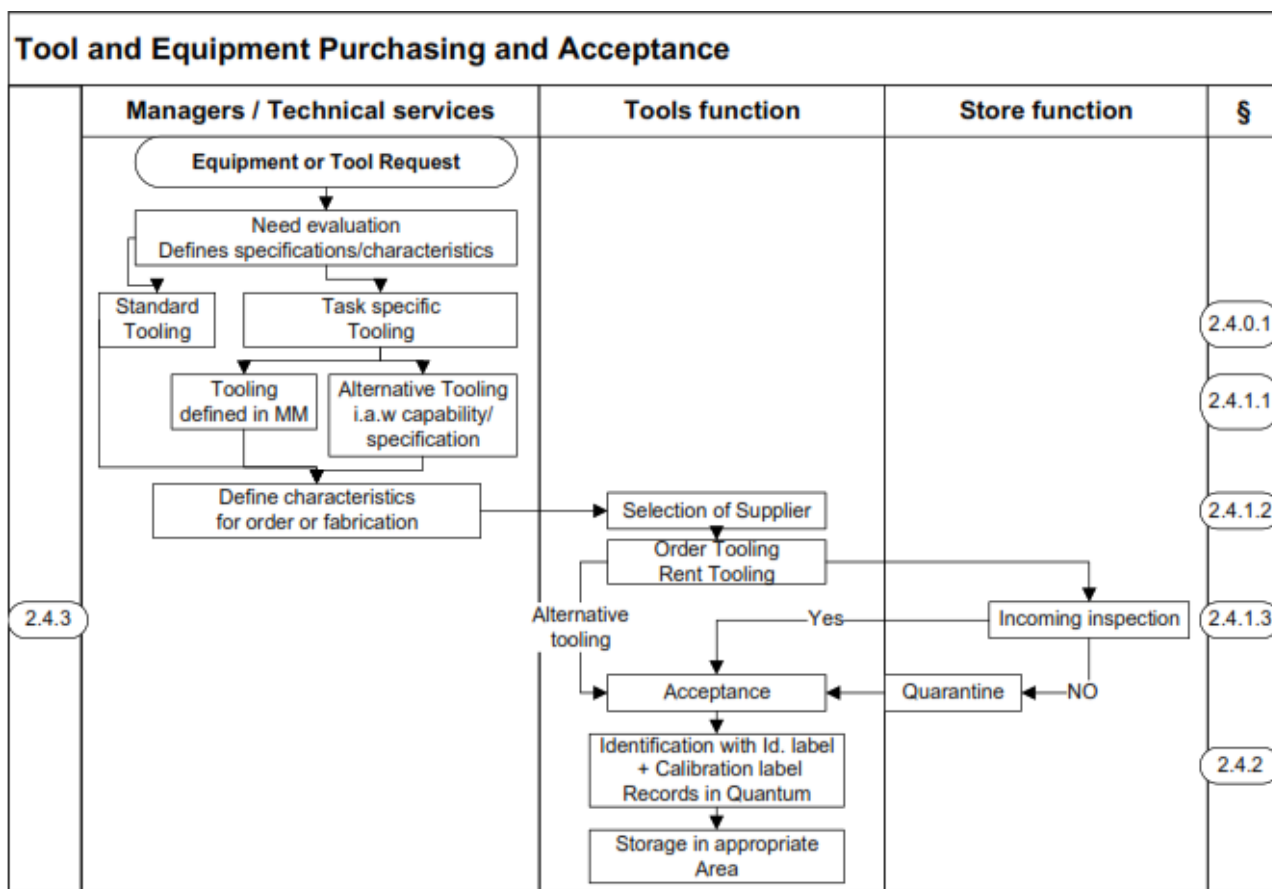 Tool and Equipment Purchasing and Acceptance
Managers / Technical services
Tools function
Store function
§
Equipment or Tool Request
Need evaluation
Defines specifications/characteristics
Standard
Tooling
Task specific
Tooling
2.4.0.1
Tooling
defined in MM
Alternative Tooling
i.a.w capability/
specification
2.4.1.1
Define characteristics
for order or fabrication
Selection of Supplier
2.4.1.2
Order Tooling
Rent Tooling
2.4.3
Alternative
tooling
Yes
Incoming inspection
2.4.1.3
Acceptance
Quarantine
NO
Identification with Id. label
+ Calibration label
Records in Quantum
2.4.2
Storage in appropriate
Area